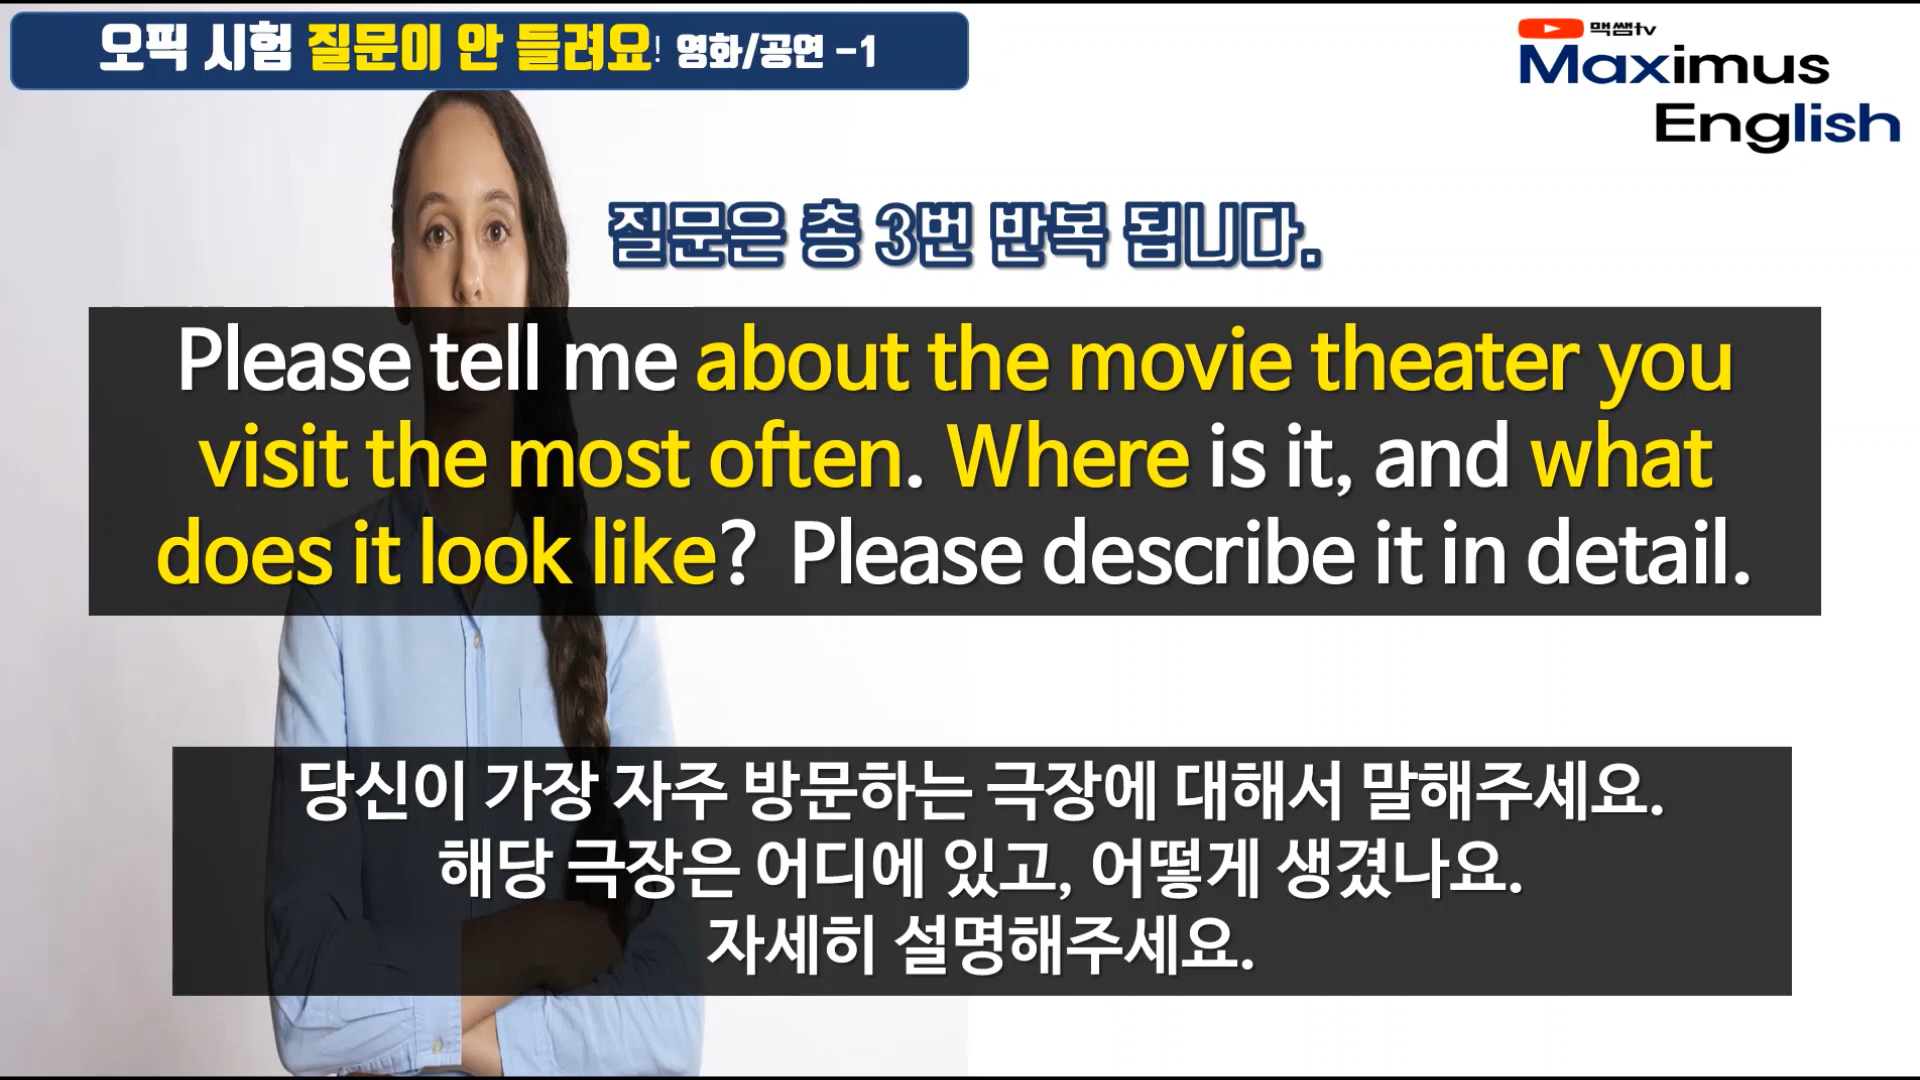 오픽 시험 질문이 안 들려요! 영화/공연 -1
맥쌤tv
Maximus
English
질문은 총 3번 반복 됩니다.
Please tell me about the movie theater you
visit the most often. Where is it, and what
does it look like? Please describe it in detail.
당신이 가장 자주 방문하는 극장에 대해서 말해주세요.
해당 극장은 어디에 있고, 어떻게 생겼나요.
자세히 설명해주세요.